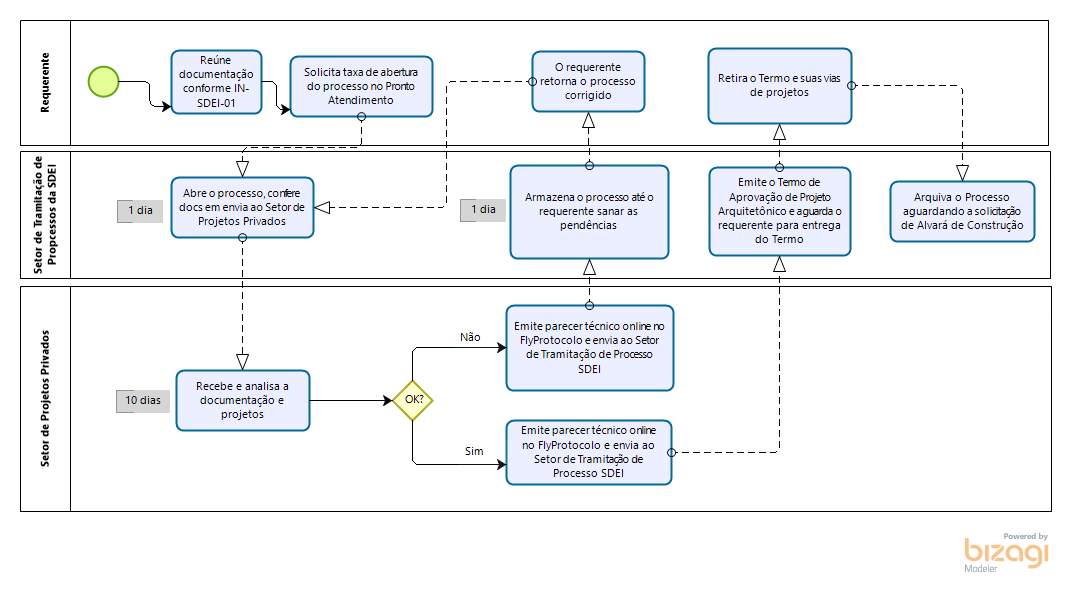 Requerente
Reúne
documentação
conforme IN-
SDEI-01
Solicita taxa de abertura
do processo no Pronto
Atendimento
O requerente
retorna o processo
corrigido
Retira o Termo e suas vias
de projetos
Setor de Tramitação de
Propcessos da SDEI
1 dia
Abre o processo, confere
docs em envia ao Setor de
Projetos Privados
1 dia
Armazena o processo até o
requerente sanar as
pendências
Emite o Termo de
Aprovação de Projeto
Arquitetônico e aguarda o
requerente para entrega
do Termo
Arquiva o Processo
aguardando a solicitação
de Alvará de Construção
Setor de Projetos Privados
10 dias
Recebe e analisa a
documentação e
projetos
OK?
Não
Emite parecer técnico online no
FlyProtocolo e envia ao Setor
de Tramitação de Processo
SDEI
Sim
Emite parecer técnico online
no FlyProtocolo e envia ao
Setor de Tramitação de
Processo SDEI
Powered by
bizagi
Modeler